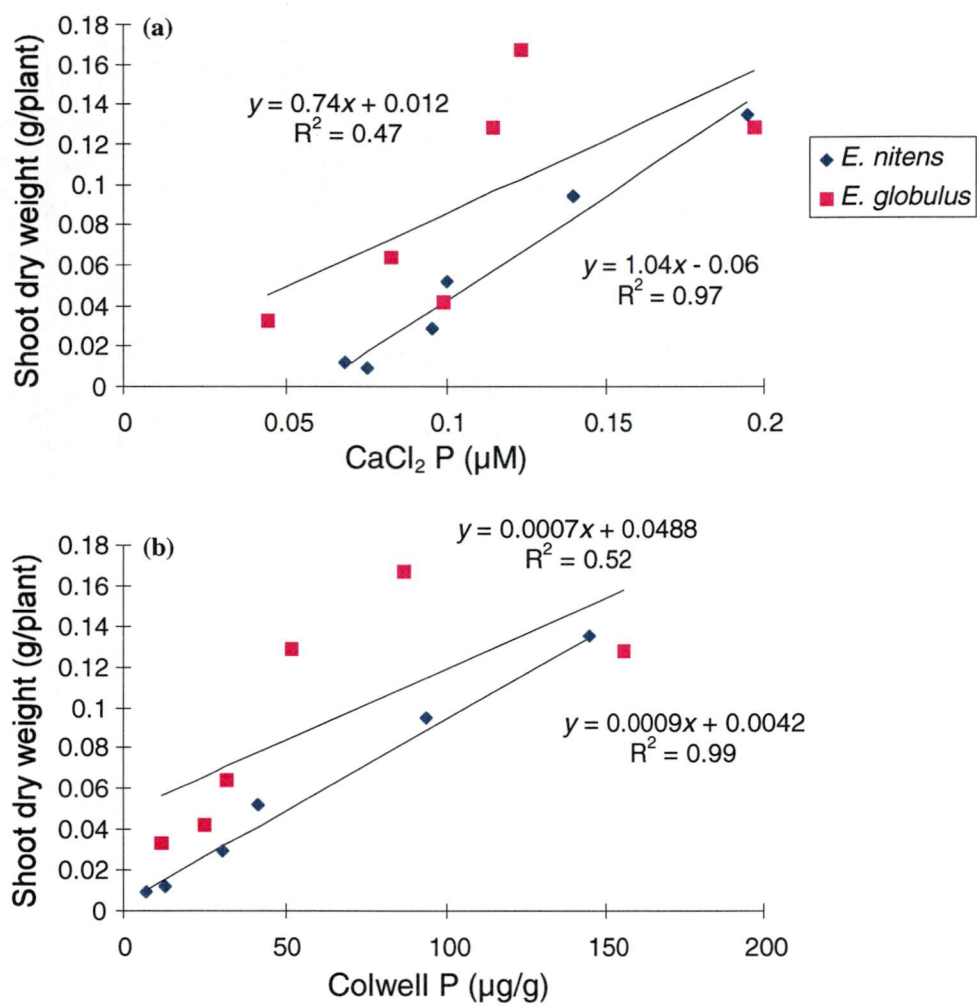 (a)
Shoot dry weight (g/plant)
0.18
0.16
0.14
0.12
0.1
0.08
0.06
0.04
0.02
0
y = 0.74x + 0.012
R² = 0.47
y = 1.04x - 0.06
R² = 0.97
E. nitens
E. globulus
0 0.05 0.1 0.15 0.2
CaCl₂ P (µM)
(b)
Shoot dry weight (g/plant)
0.18
0.16
0.14
0.12
0.1
0.08
0.06
0.04
0.02
0
y = 0.0007x + 0.0488
R² = 0.52
y = 0.0009x + 0.0042
R² = 0.99
0 50 100 150 200
Colwell P (µg/g)